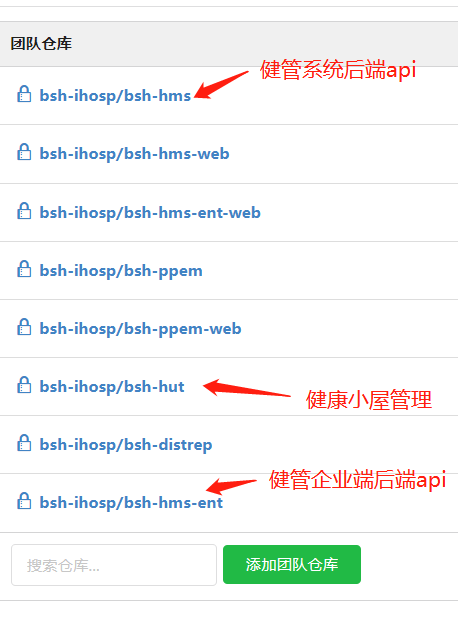 团队仓库
健管系统后端api
bsh-ihosp/bsh-hms
bsh-ihosp/bsh-hms-web
bsh-ihosp/bsh-hms-ent-web
bsh-ihosp/bsh-ppem
bsh-ihosp/bsh-ppem-web
bsh-ihosp/bsh-hut
健康小屋管理
bsh-ihosp/bsh-distrep
健管企业端后端api
bsh-ihosp/bsh-hms-ent
搜索仓库...
添加团队仓库